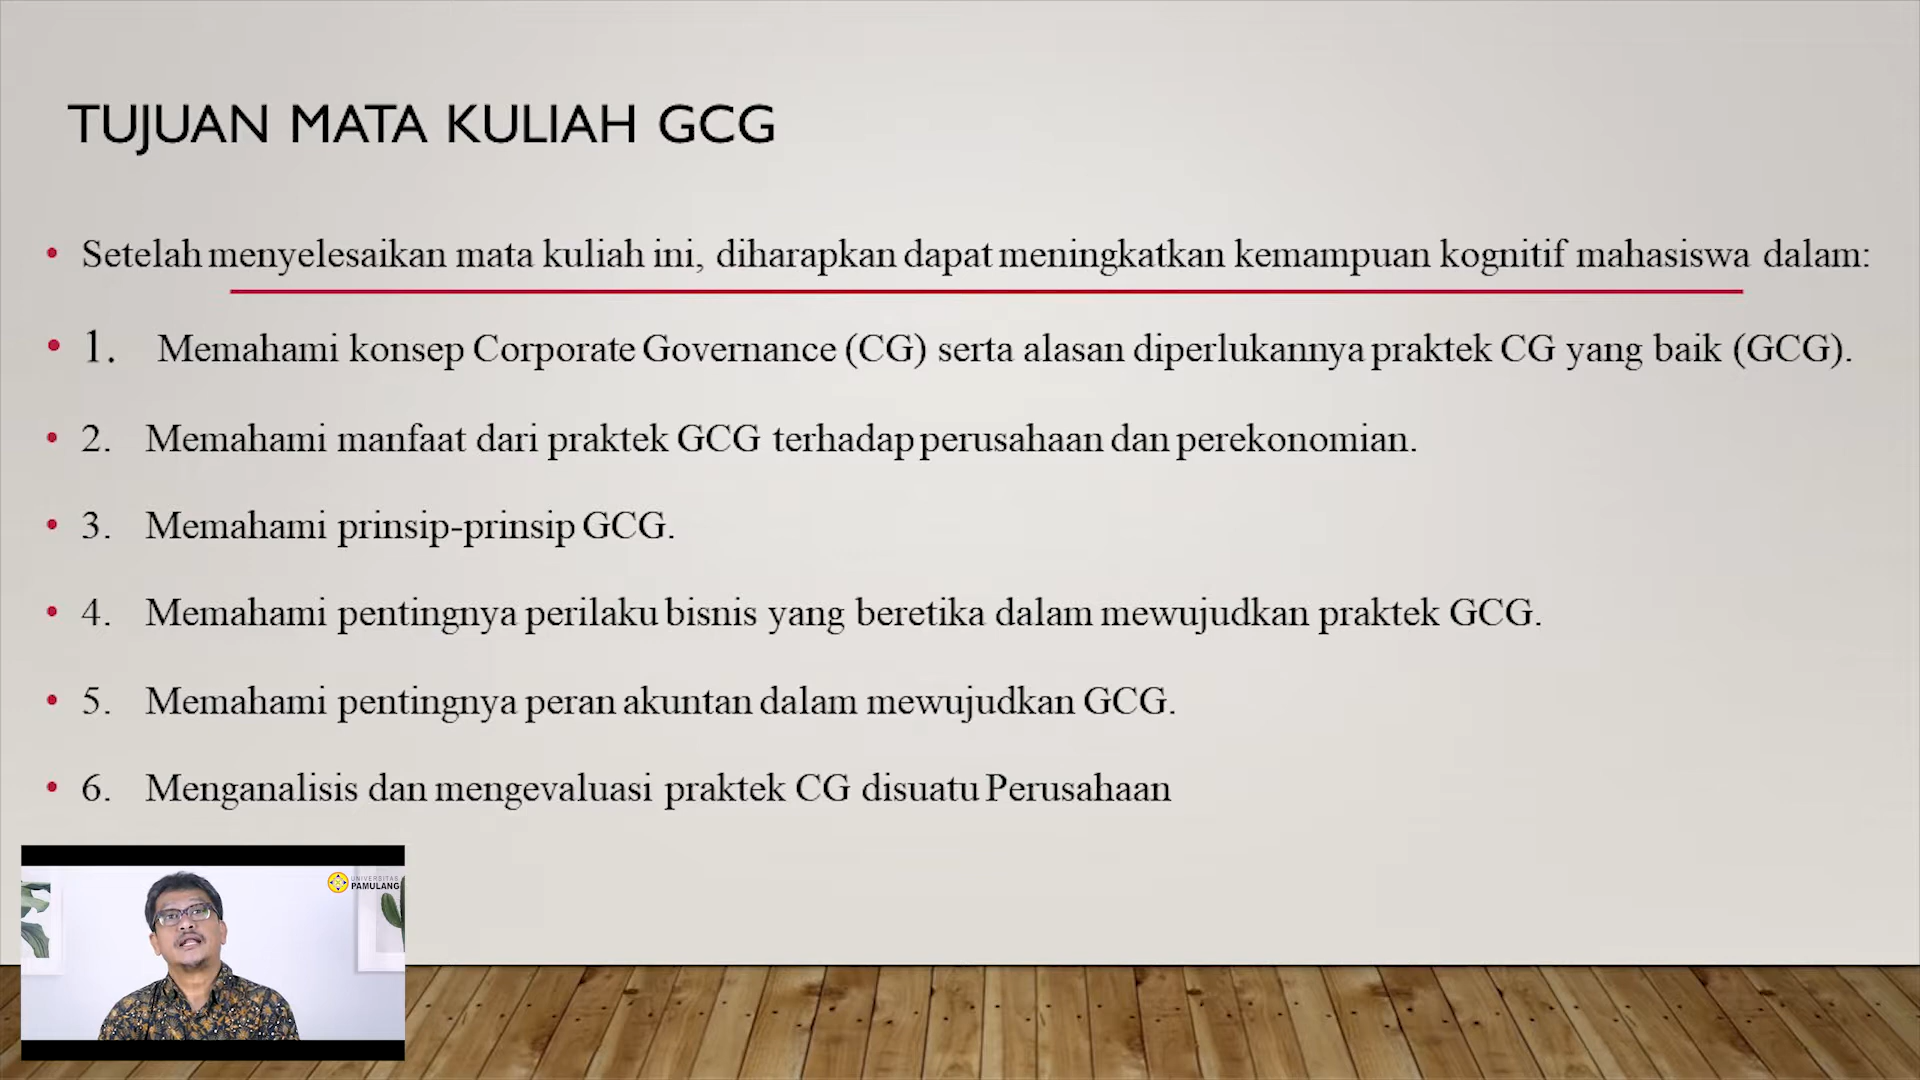 TUJUAN MATA KULIAH GCG
• Setelah menyelesaikan mata kuliah ini, diharapkan dapat meningkatkan kemampuan kognitif mahasiswa dalam:
• 1. Memahami konsep Corporate Governance (CG) serta alasan diperlukannya praktek CG yang baik (GCG).
• 2. Memahami manfaat dari praktek GCG terhadap perusahaan dan perekonomian.
• 3. Memahami prinsip-prinsip GCG.
• 4. Memahami pentingnya perilaku bisnis yang beretika dalam mewujudkan praktek GCG.
• 5. Memahami pentingnya peran akuntan dalam mewujudkan GCG.
• 6. Menganalisis dan mengevaluasi praktek CG disuatu Perusahaan
UNIVERSITAS
PAMULANG